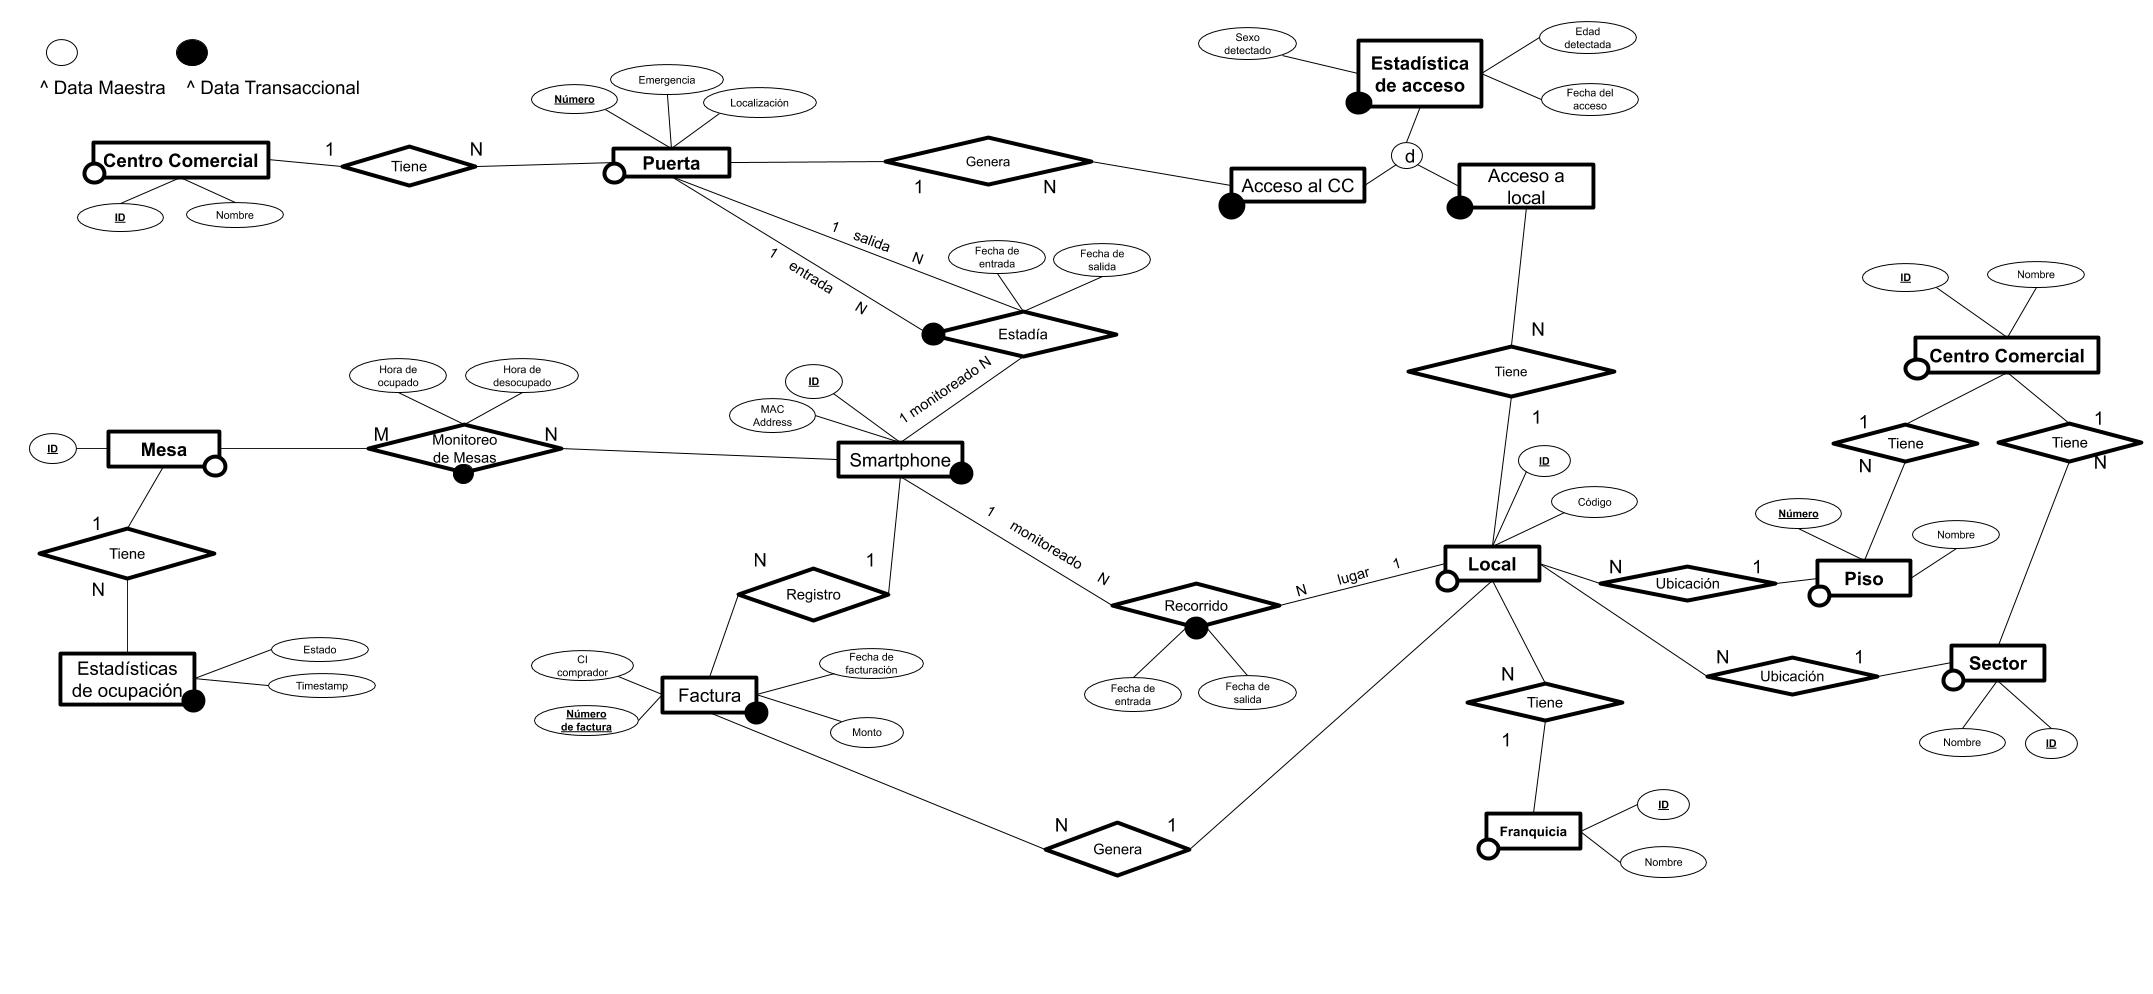 ^ Data Maestra
^ Data Transaccional
Sexo
detectado
Estadística
de acceso
Edad
detectada
Fecha del
acceso
Número
Emergencia
Localización
Centro Comercial
1
Tiene
N
Puerta
Genera
1
N
d
Acceso al CC
Acceso a
local
ID
Nombre
1 salida N
1 entrada N
Fecha de
entrada
Fecha de
salida
Estadía
1 monitoreado N
ID
Nombre
Centro Comercial
N
Tiene
1
Hora de
ocupado
Hora de
desocupado
ID
MAC
Address
ID
Mesa
M
Monitoreo
de Mesas
N
Smartphone
1
Tiene
N
1
Tiene
N
ID
Código
Número
Nombre
1
Tiene
N
N
Registro
1
1 monitoreado N
Recorrido
N lugar 1
Local
N
Ubicación
1
Piso
Estadísticas
de ocupación
Estado
Timestamp
CI
comprador
Número
de factura
Factura
Fecha de
facturación
Monto
Fecha de
entrada
Fecha de
salida
N
Tiene
1
N
Ubicación
1
Sector
Nombre
ID
N
Genera
1
Franquicia
ID
Nombre